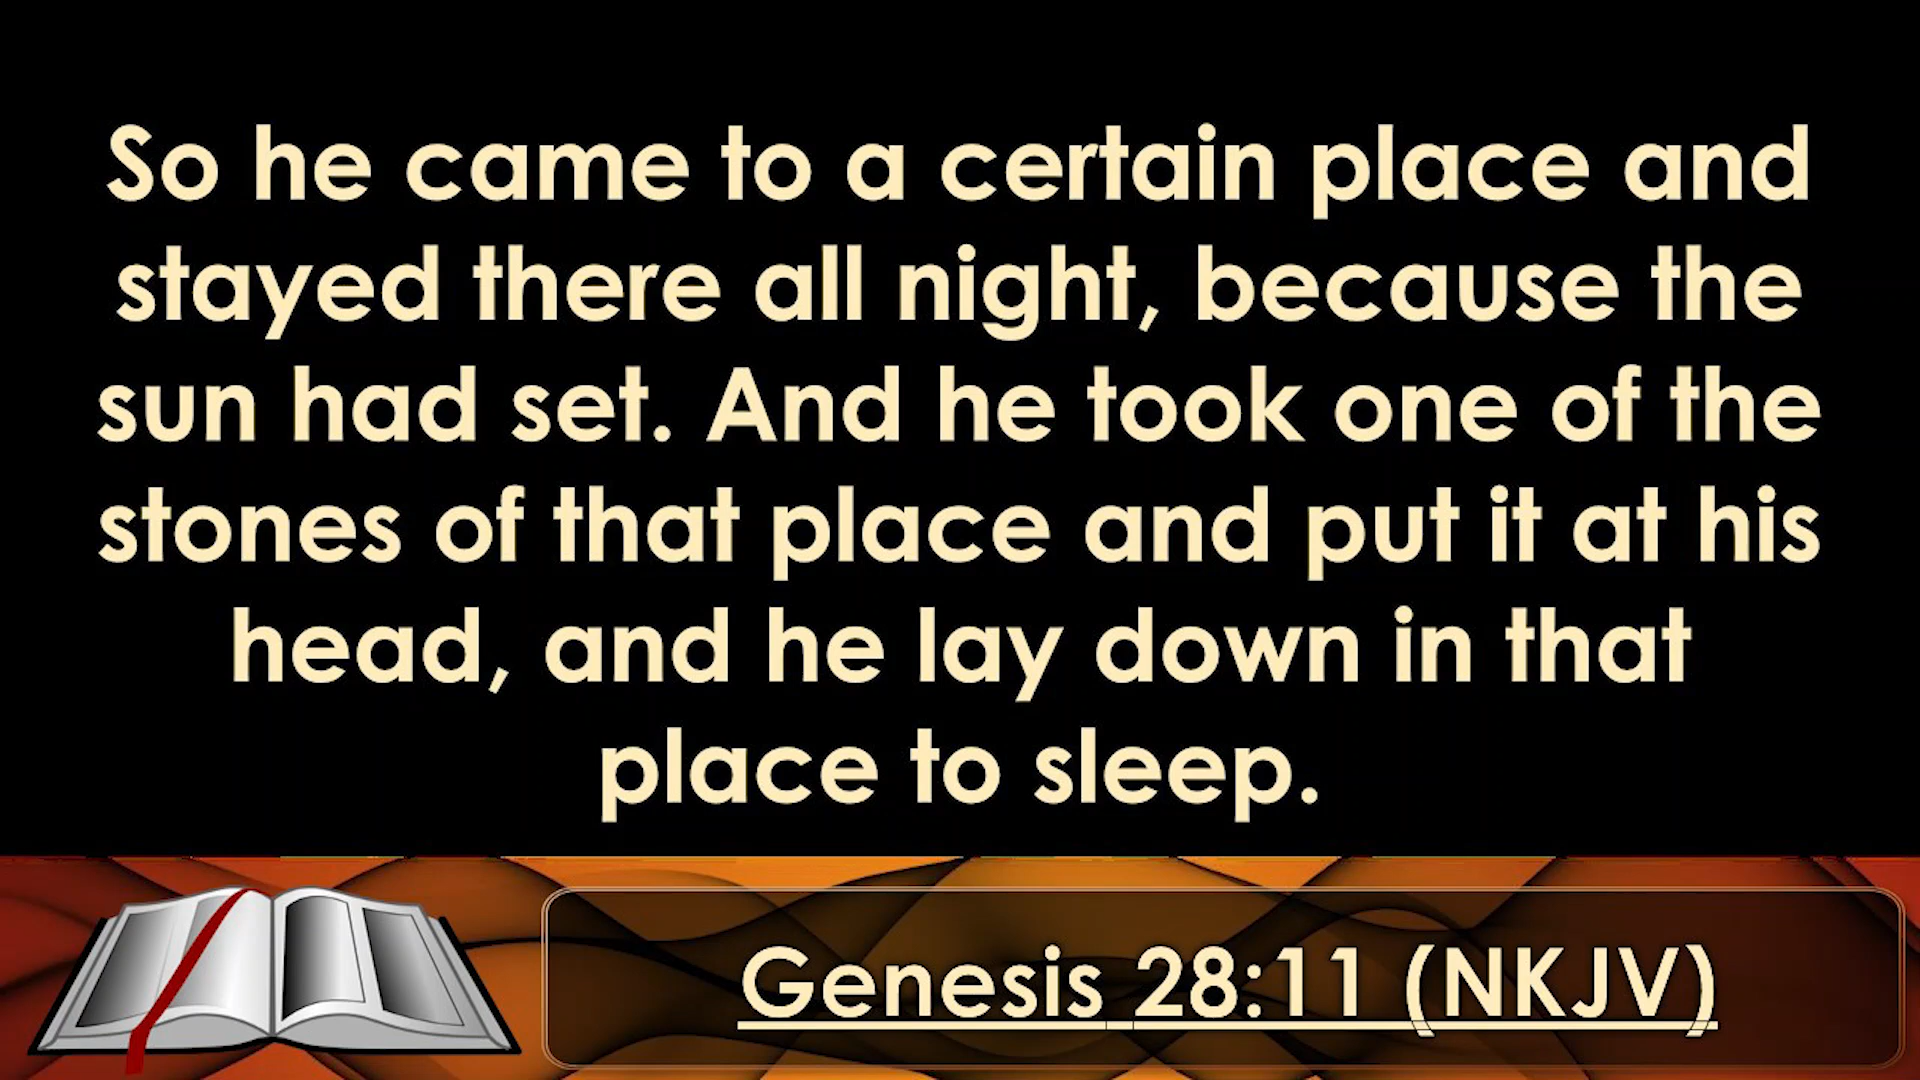 So he came to a certain place and
stayed there all night, because the
sun had set. And he took one of the
stones of that place and put it at his
head, and he lay down in that
place to sleep.
Genesis 28:11 (NKJV)